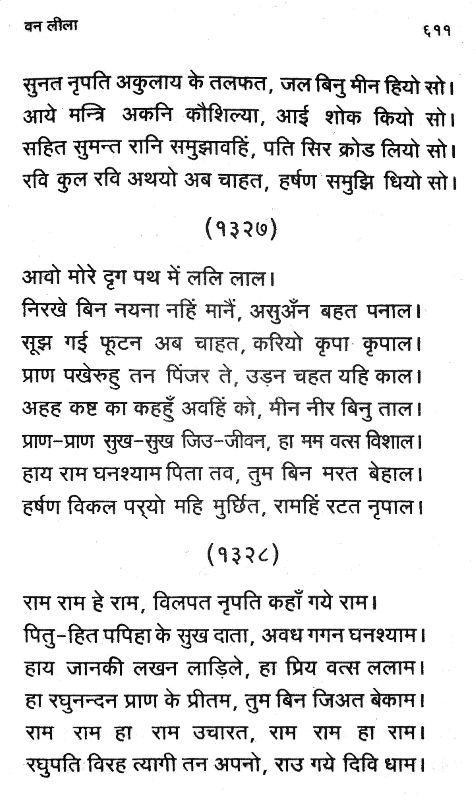 वन लीला
६११
सुनत नृपति अकुलाय के तलफत, जल बिनु मीन हियो सो।
आये मन्त्रि अकनि कौशिल्या, आई शोक कियो सो।
सहित सुमन्त रानि समुझावहिं, पति सिर क्रोड लियो सो।
रवि कुल रवि अथयो अब चाहत, हर्षण समुझि धियो सो।
(१३२७)
आवो मोरे दृग पथ में ललि लाल।
निरखे बिन नयना नहिं मानैं, असुअँन बहत पनाल।
सूझ गई फूटन अब चाहत, करियो कृपा कृपाल।
प्राण पखेरुहु तन पिंजर ते, उड़न चहत यहि काल।
अहह कष्ट का कहहुँ अवहिं को, मीन नीर बिनु ताल।
प्राण-प्राण सुख-सुख जिउ-जीवन, हा मम वत्स विशाल।
हाय राम घनश्याम पिता तव, तुम बिन मरत बेहाल।
हर्षण विकल पर्‌यो महि मुर्छित, रामहिं रटत नृपाल।
(१३२८)
राम राम हे राम, विलपत नृपति कहाँ गये राम।
पितु-हित पपिहा के सुख दाता, अवध गगन घनश्याम।
हाय जानकी लखन लाड़िले, हा प्रिय वत्स ललाम।
हा रघुनन्दन प्राण के प्रीतम, तुम बिन जिअत बेकाम।
राम राम हा राम उचारत, राम राम हा राम।
रघुपति विरह त्यागी तन अपनो, राउ गये दिवि धाम।